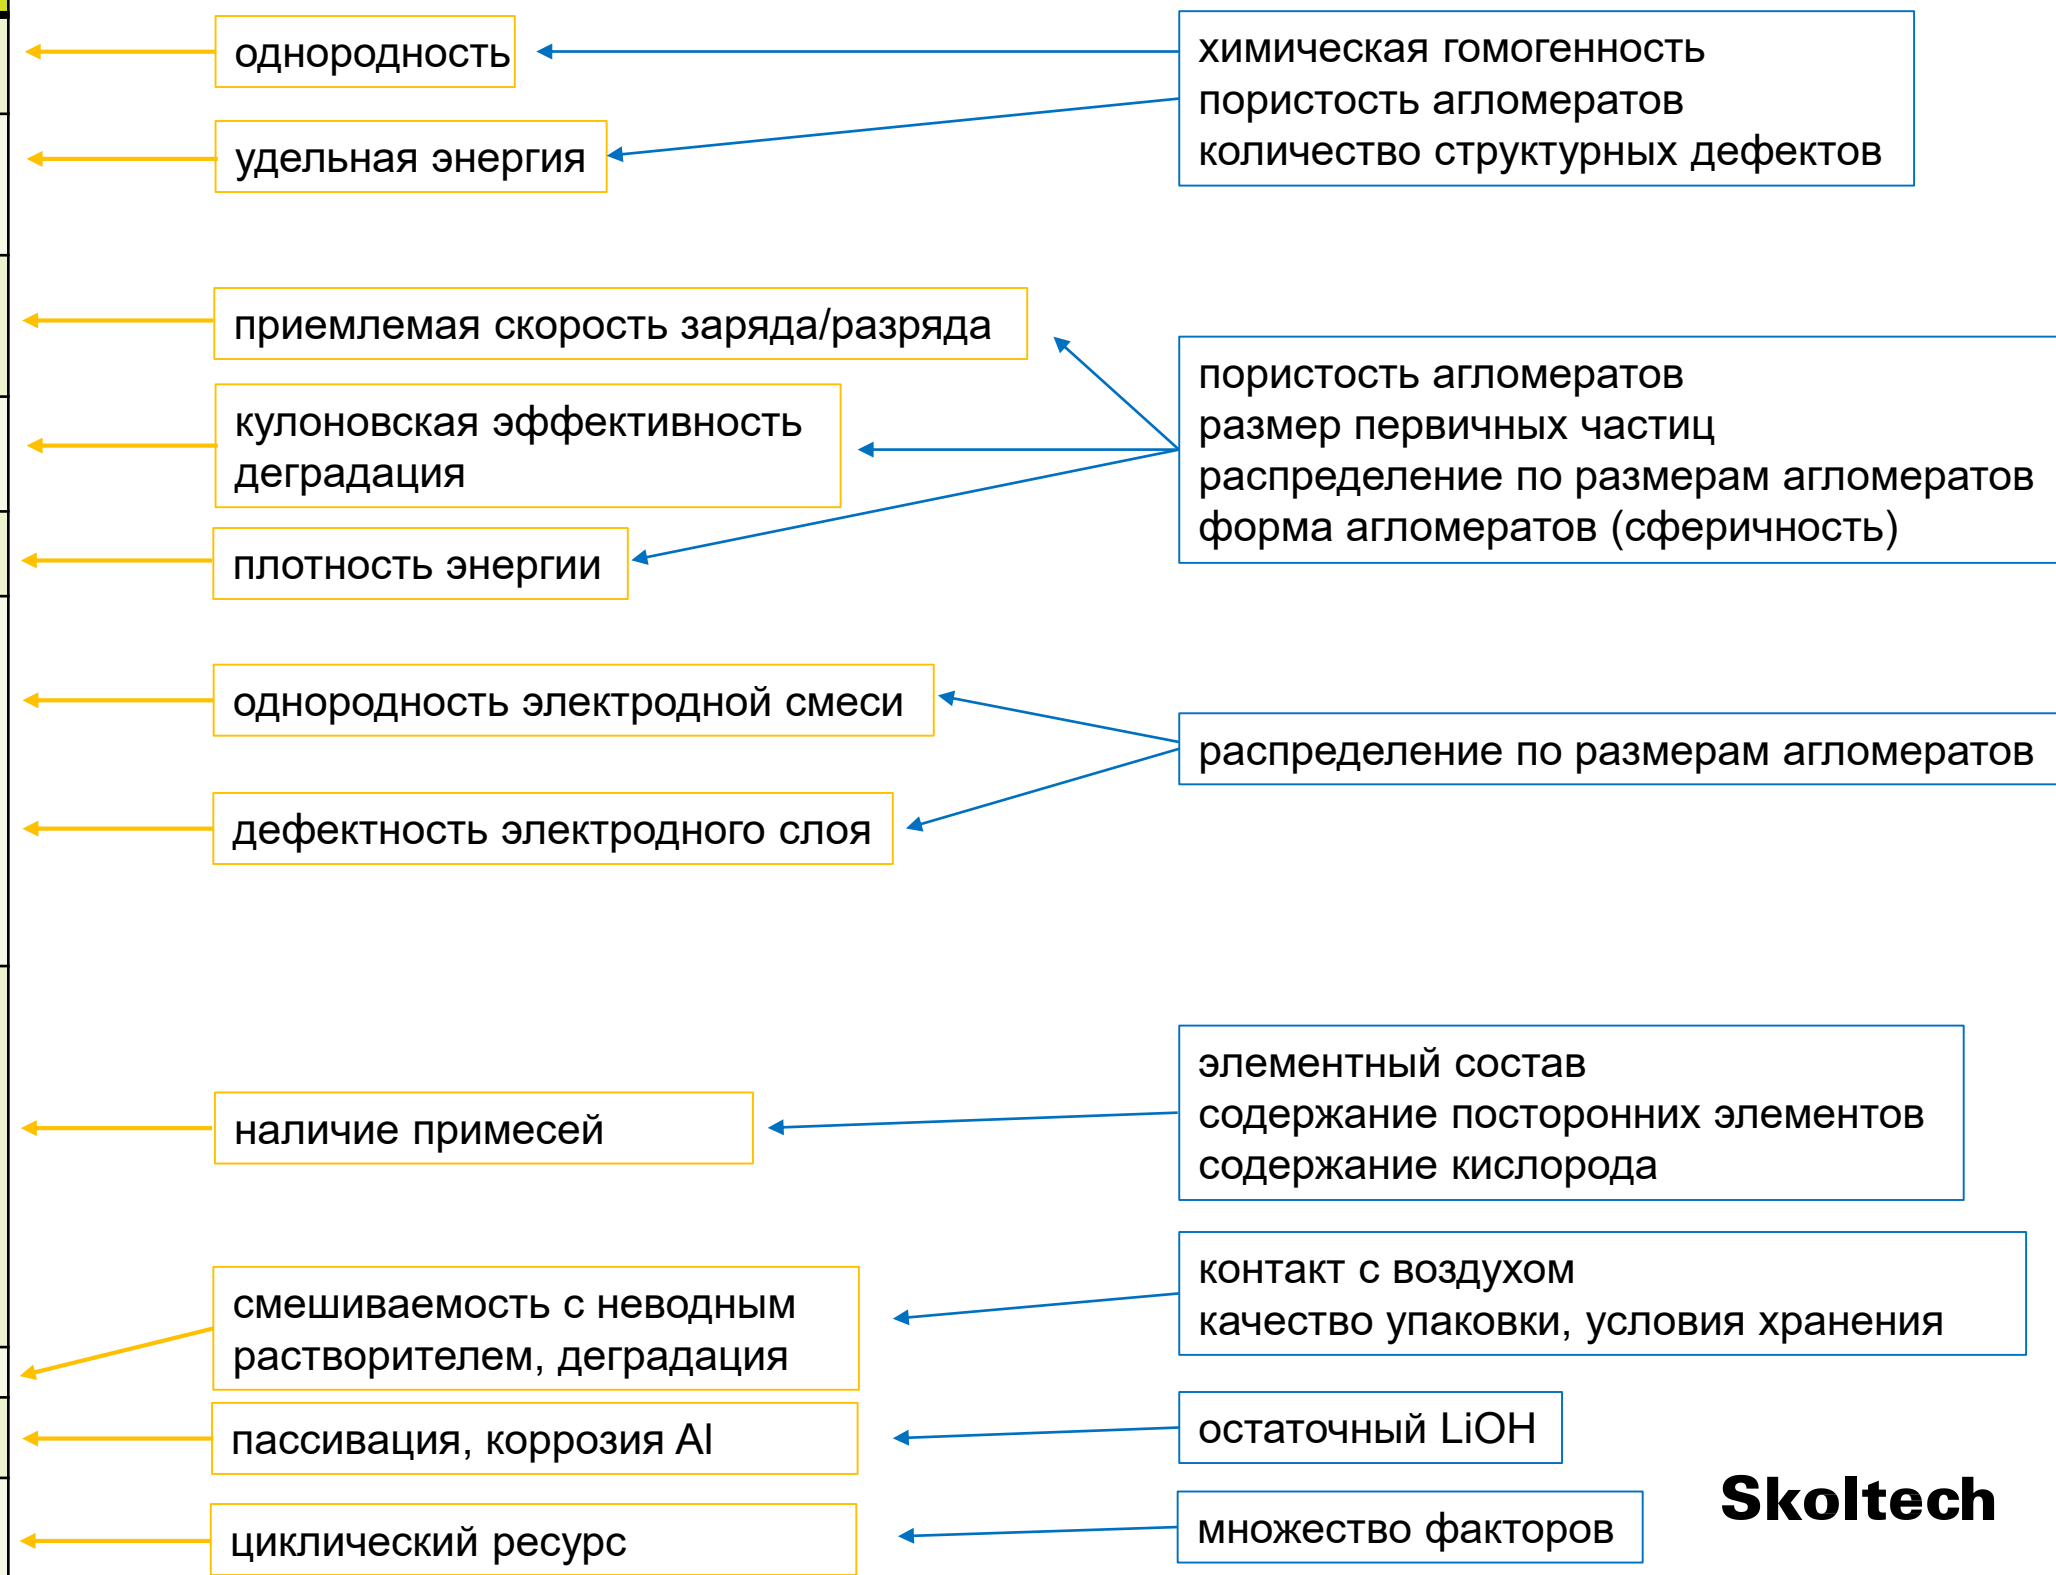 однородность
удельная энергия
химическая гомогенность
пористость агломератов
количество структурных дефектов
приемлемая скорость заряда/разряда
кулоновская эффективность
деградация
плотность энергии
пористость агломератов
размер первичных частиц
распределение по размерам агломератов
форма агломератов (сферичность)
однородность электродной смеси
дефектность электродного слоя
распределение по размерам агломератов
наличие примесей
элементный состав
содержание посторонних элементов
содержание кислорода
смешиваемость с неводным
растворителем, деградация
контакт с воздухом
качество упаковки, условия хранения
пассивация, коррозия Al
остаточный LiOH
циклический ресурс
множество факторов
Skoltech